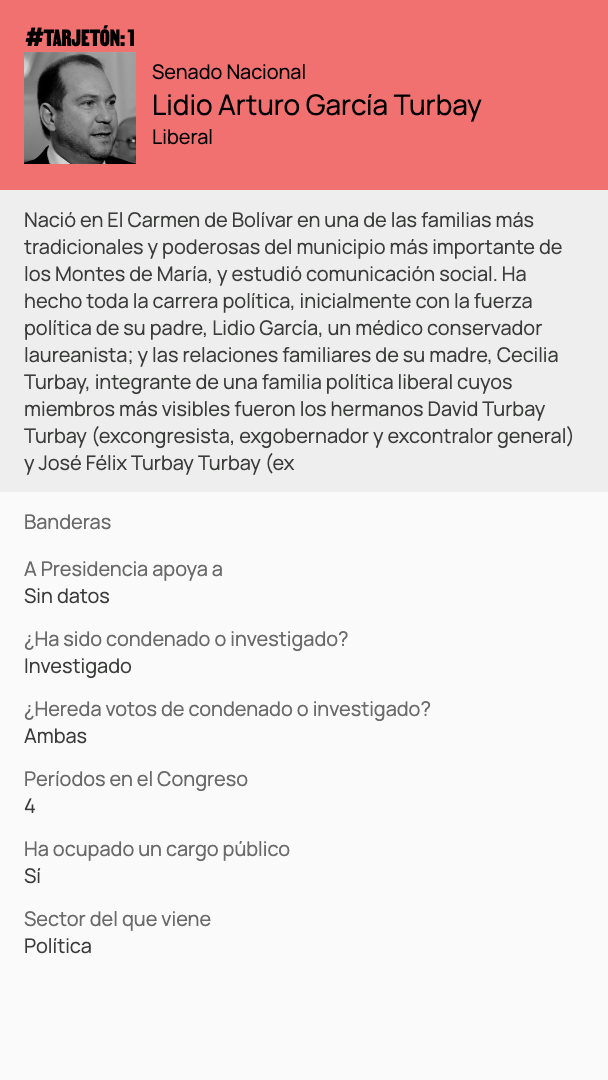 #TARJETÓN: 1
Senado Nacional
Lidio Arturo García Turbay
Liberal
Nació en El Carmen de Bolívar en una de las familias más
tradicionales y poderosas del municipio más importante de
los Montes de María, y estudió comunicación social. Ha
hecho toda la carrera política, inicialmente con la fuerza
política de su padre, Lidio García, un médico conservador
laureanista; y las relaciones familiares de su madre, Cecilia
Turbay, integrante de una familia política liberal cuyos
miembros más visibles fueron los hermanos David Turbay
Turbay (excongresista, exgobernador y excontralor general)
y José Félix Turbay Turbay (ex
Banderas
A Presidencia apoya a
Sin datos
¿Ha sido condenado o investigado?
Investigado
¿Hereda votos de condenado o investigado?
Ambas
Períodos en el Congreso
4
Ha ocupado un cargo público
Sí
Sector del que viene
Política